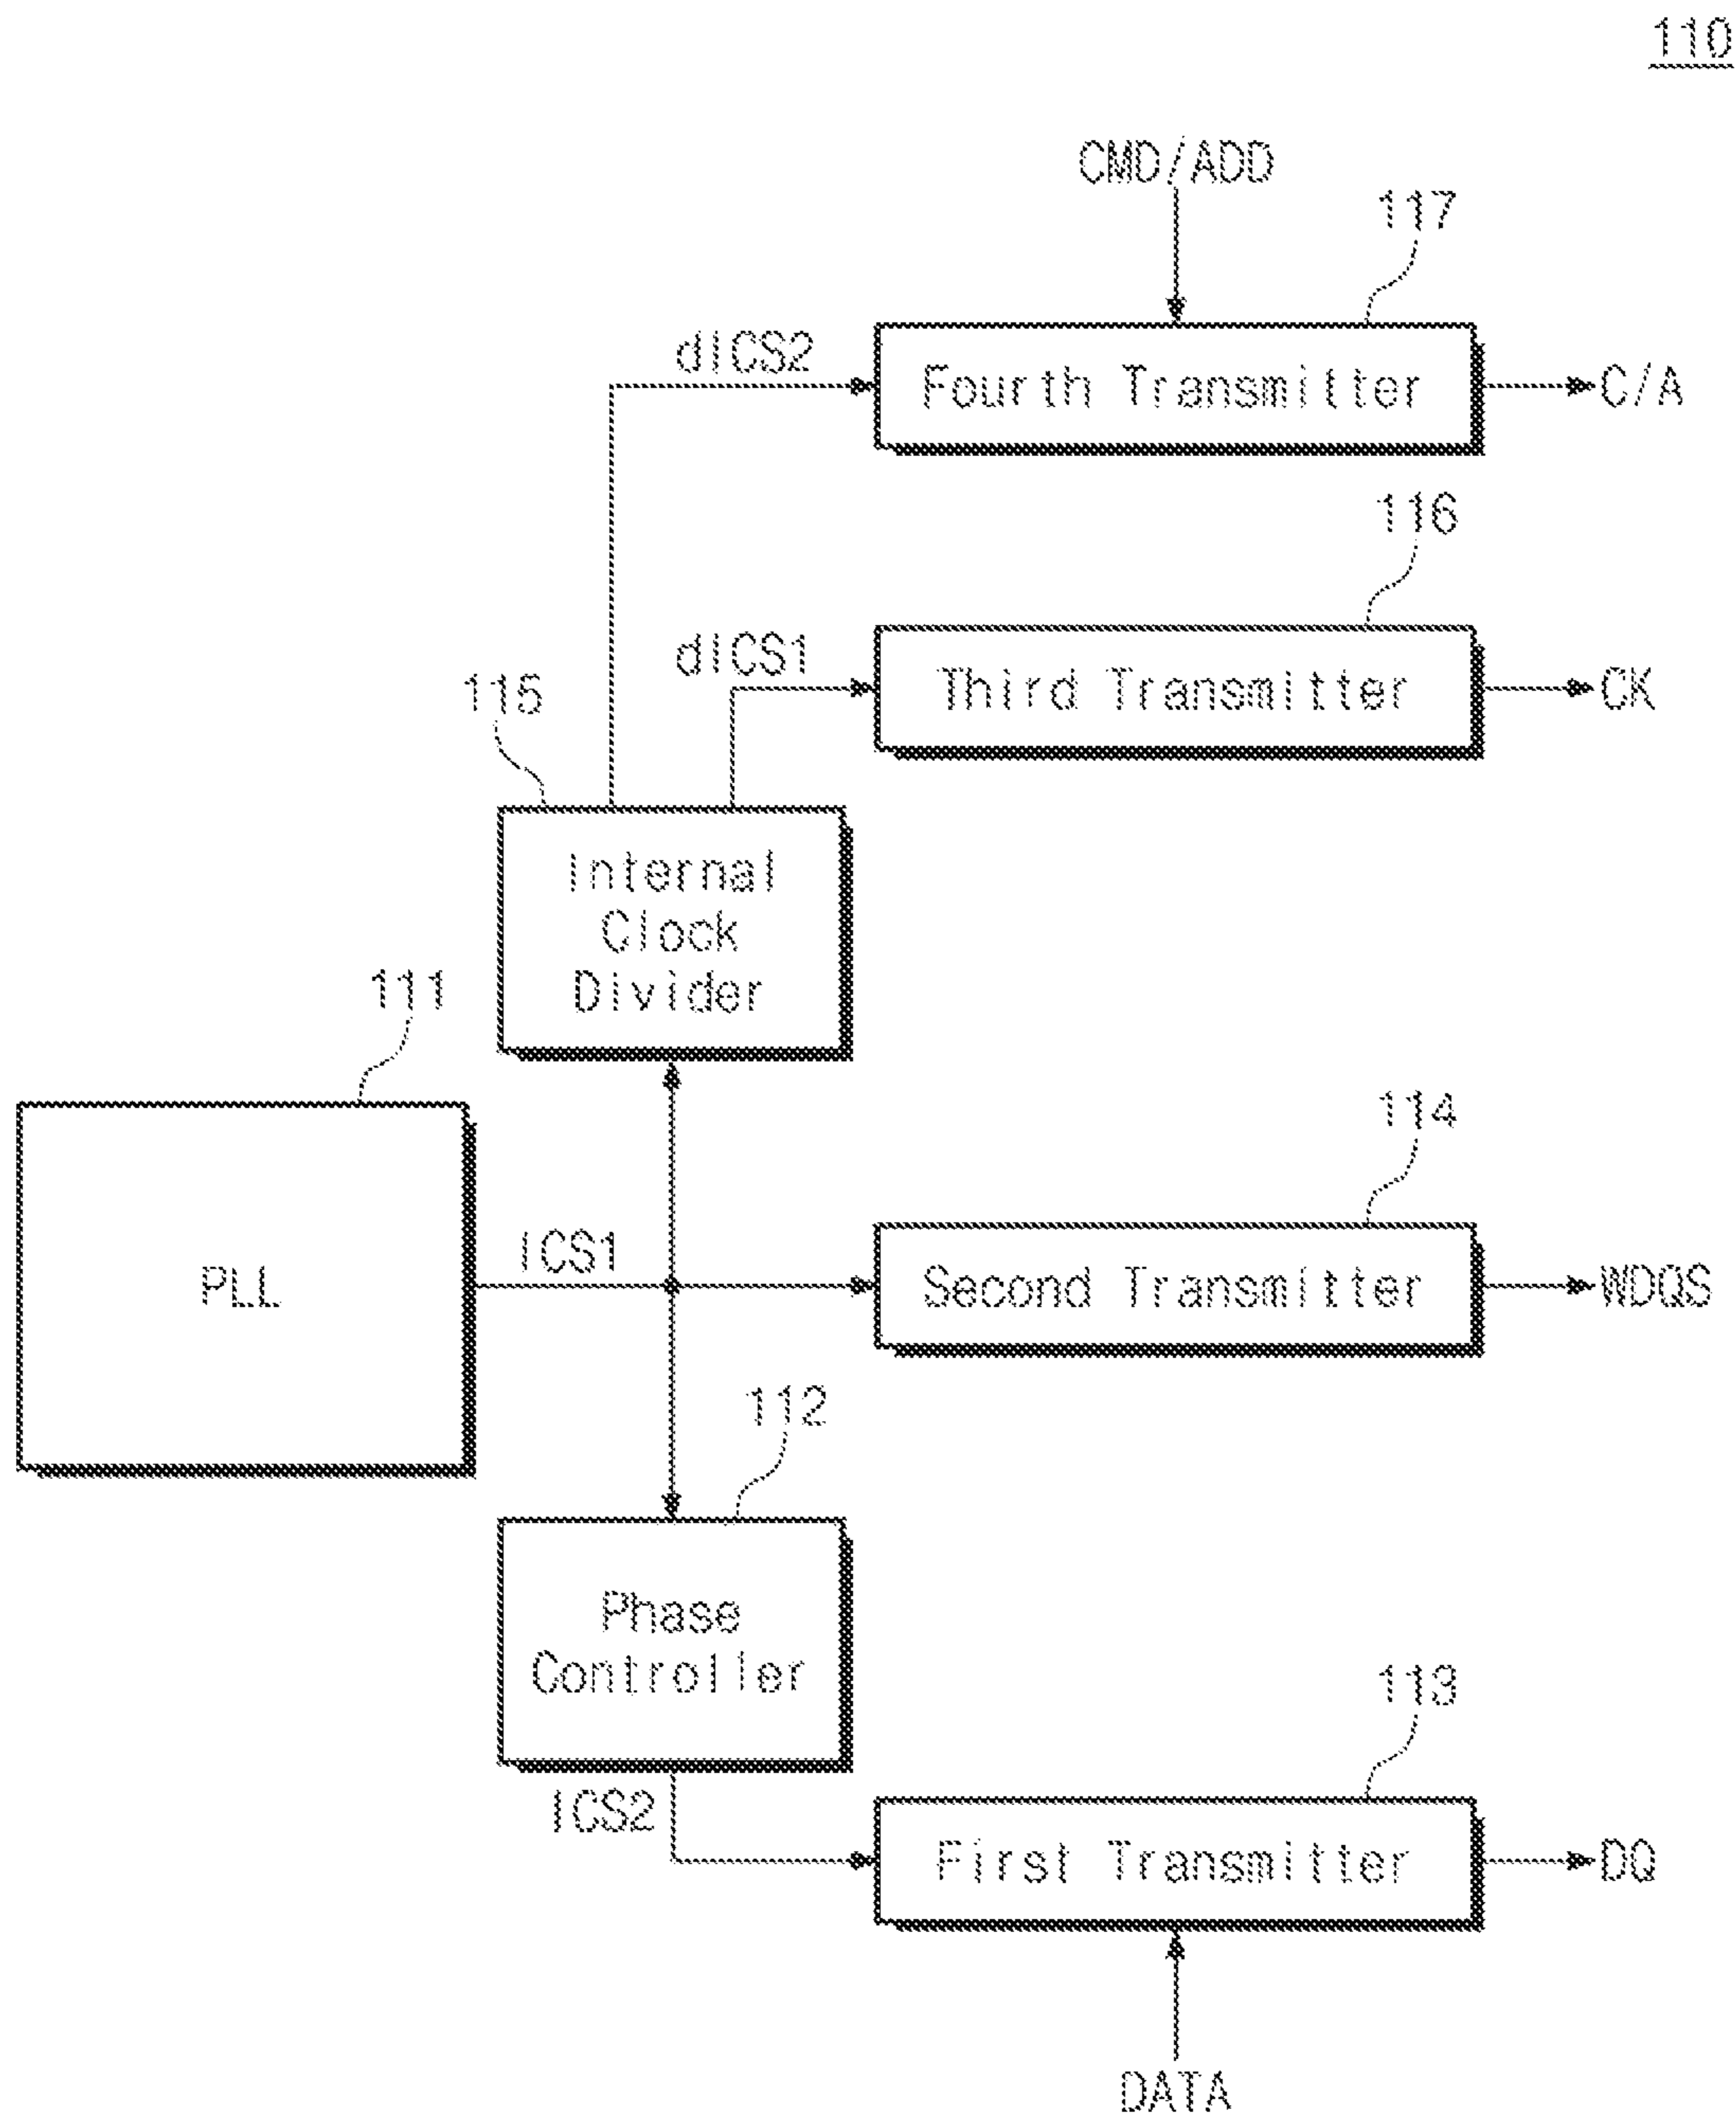 110
CMD/ADD
117
dICS2
Fourth Transmitter
C/A
116
dICS1
Third Transmitter
CK
115
Internal
Clock
Divider
111
114
ICS1
PLL
Second Transmitter
WDQS
112
Phase
Controller
113
ICS2
First Transmitter
DQ
DATA